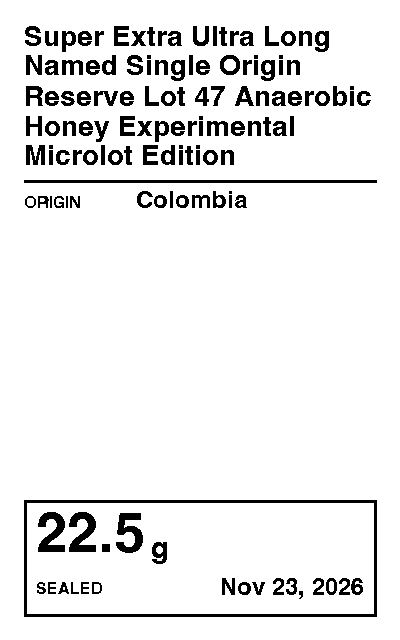 Super Extra Ultra Long
Named Single Origin
Reserve Lot 47 Anaerobic
Honey Experimental
Microlot Edition
ORIGIN Colombia
22.5 g
SEALED Nov 23, 2026